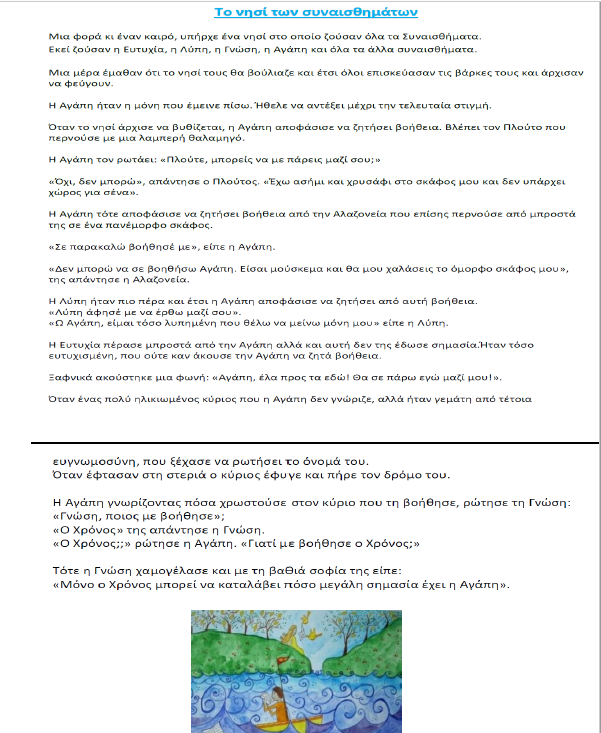 Το νησί των συναισθημάτων
Μια φορά κι έναν καιρό, υπήρχε ένα νησί στο οποίο ζούσαν όλα τα Συναισθήματα.
Εκεί ζούσαν η Ευτυχία, η Λύπη, η Γνώση, η Αγάπη και όλα τα άλλα συναισθήματα.
Μια μέρα έμαθαν ότι το νησί τους θα βούλιαζε και έτσι όλοι επισκεύασαν τις βάρκες τους και άρχισαν
να φεύγουν.
Η Αγάπη ήταν η μόνη που έμεινε πίσω. Ήθελε να αντέξει μέχρι την τελευταία στιγμή.
Όταν το νησί άρχισε να βυθίζεται, η Αγάπη αποφάσισε να ζητήσει βοήθεια. Βλέπει τον Πλούτο που
περνούσε με μια λαμπερή θαλαμηγό.
Η Αγάπη τον ρωτάει: «Πλούτε, μπορείς να με πάρεις μαζί σου;»
«Όχι, δεν μπορώ», απάντησε ο Πλούτος. «Έχω ασήμι και χρυσάφι στο σκάφος μου και δεν υπάρχει
χώρος για σένα».
Η Αγάπη τότε αποφάσισε να ζητήσει βοήθεια από την Αλαζονεία που επίσης περνούσε από μπροστά
της σε ένα πανέμορφο σκάφος.
«Σε παρακαλώ βοήθησέ με», είπε η Αγάπη.
«Δεν μπορώ να σε βοηθήσω Αγάπη. Είσαι μούσκεμα και θα μου χαλάσεις το όμορφο σκάφος μου»,
της απάντησε η Αλαζονεία.
Η Λύπη ήταν πιο πέρα και έτσι η Αγάπη αποφάσισε να ζητήσει από αυτή βοήθεια.
«Λύπη άφησέ με να έρθω μαζί σου».
«Ω Αγάπη, είμαι τόσο λυπημένη που θέλω να μείνω μόνη μου» είπε η Λύπη.
Η Ευτυχία πέρασε μπροστά από την Αγάπη αλλά και αυτή δεν της έδωσε σημασία.Ήταν τόσο
ευτυχισμένη, που ούτε καν άκουσε την Αγάπη να ζητά βοήθεια.
Ξαφνικά ακούστηκε μια φωνή: «Αγάπη, έλα προς τα εδώ! Θα σε πάρω εγώ μαζί μου!».
Όταν ένας πολύ ηλικιωμένος κύριος που η Αγάπη δεν γνώριζε, αλλά ήταν γεμάτη από τέτοια
ευγνωμοσύνη, που ξέχασε να ρωτήσει το όνομά του.
Όταν έφτασαν στη στεριά ο κύριος έφυγε και πήρε τον δρόμο του.
Η Αγάπη γνωρίζοντας πόσα χρωστούσε στον κύριο που τη βοήθησε, ρώτησε τη Γνώση:
«Γνώση, ποιος με βοήθησε»;
«Ο Χρόνος» της απάντησε η Γνώση.
«Ο Χρόνος;;» ρώτησε η Αγάπη. «Γιατί με βοήθησε ο Χρόνος;»
Τότε η Γνώση χαμογέλασε και με τη βαθιά σοφία της είπε:
«Μόνο ο Χρόνος μπορεί να καταλάβει πόσο μεγάλη σημασία έχει η Αγάπη».